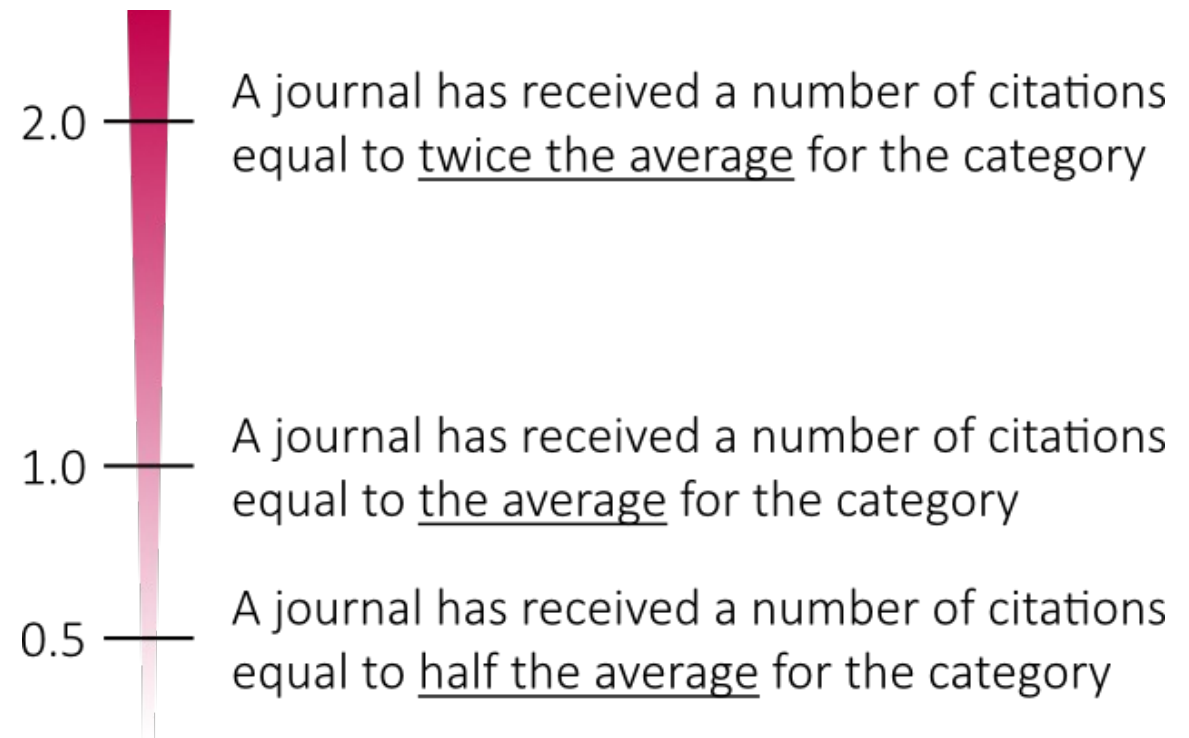 2.0
A journal has received a number of citations
equal to twice the average for the category
1.0
A journal has received a number of citations
equal to the average for the category
0.5
A journal has received a number of citations
equal to half the average for the category